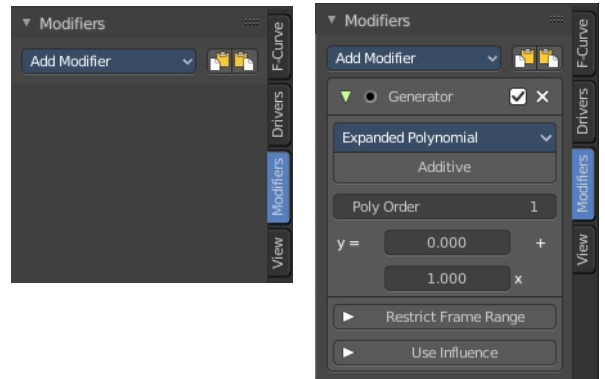 Modifiers
Add Modifier
F-Curve
Drivers
Modifiers
View
Modifiers
Add Modifier
Generator
Expanded Polynomial
Additive
Poly Order 1
y = 0.000 +
1.000 x
Restrict Frame Range
Use Influence
F-Curve
Drivers
Modifiers
View